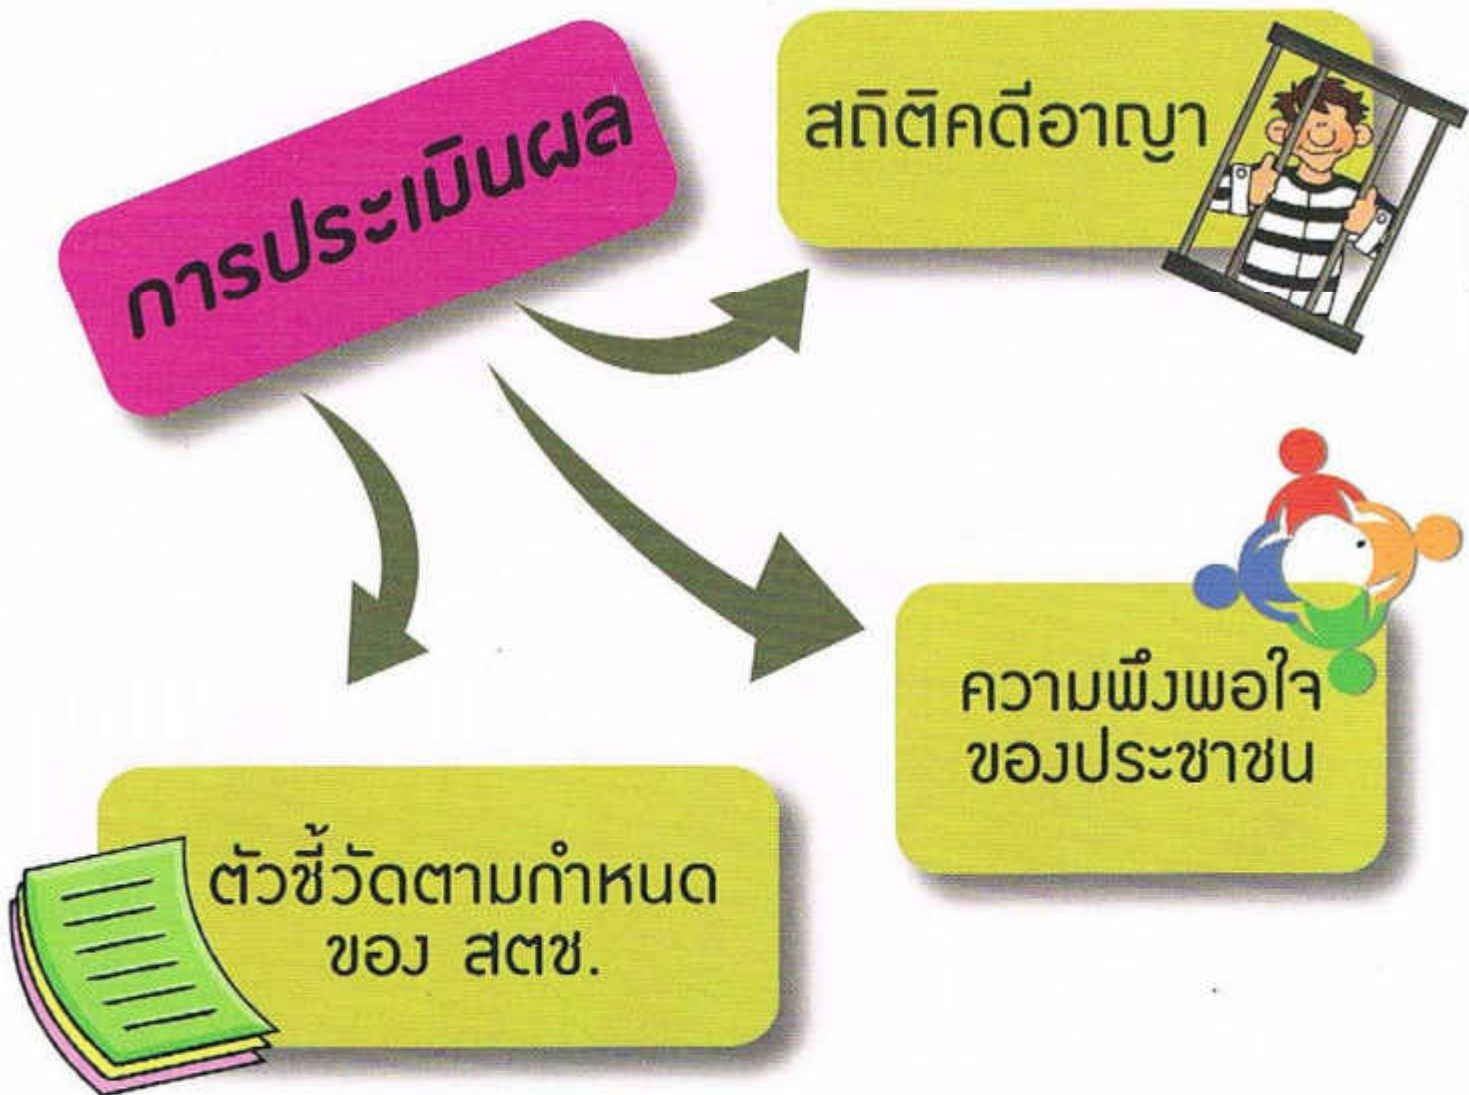 การประเมินผล
สถิติคดีอาญา
ความพึงพอใจ
ของประชาชน
ตัวชี้วัดตามกำหนด
ของ สตช.